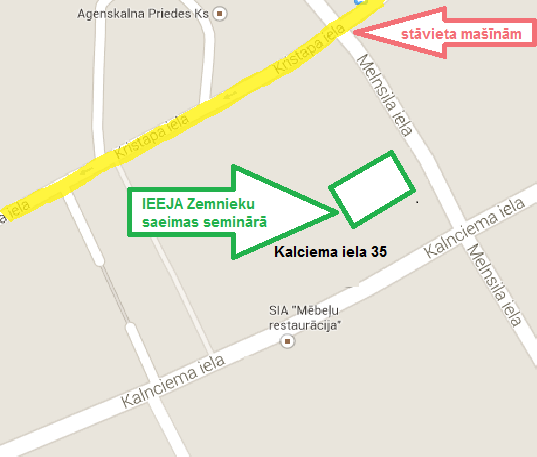 Agenskalna Priedes Ks
stāvieta mašīnām
Kristapa iela
Melnsila iela
Kristapa iela
IEEJA Zemnieku
saeimas seminārā
iela
Kalnciema iela
Kalciema iela 35
Melnsila iela
SIA "Mēbeļu
restaurācija"
Kalnciema iela